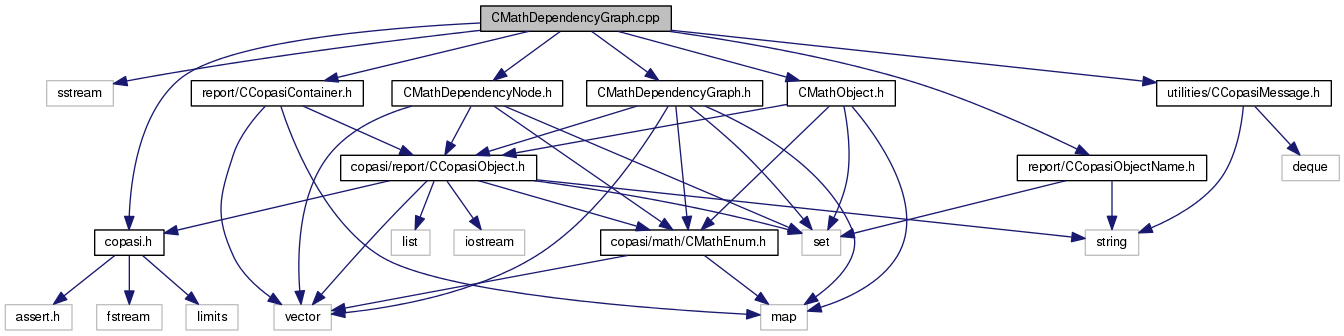 CMathDependencyGraph.cpp
sstream
report/CCopasiContainer.h
CMathDependencyNode.h
CMathDependencyGraph.h
CMathObject.h
utilities/CCopasiMessage.h
copasi/report/CCopasiObject.h
report/CCopasiObjectName.h
deque
copasi.h
list
iostream
copasi/math/CMathEnum.h
set
string
assert.h
fstream
limits
vector
map